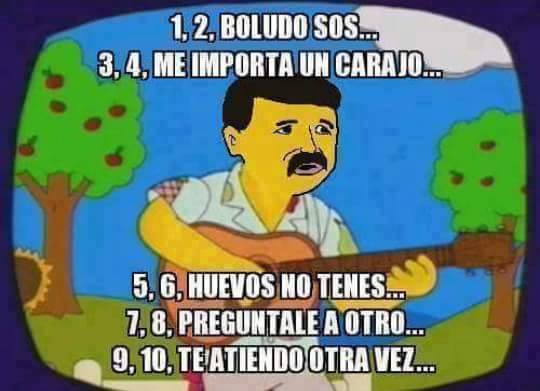 1, 2, BOLUDO SOS...
3, 4, ME IMPORTA UN CARAJO...
5, 6, HUEVOS NO TENES...
7, 8, PREGUNTALE A OTRO...
9, 10, TE ATIENDO OTRA VEZ...